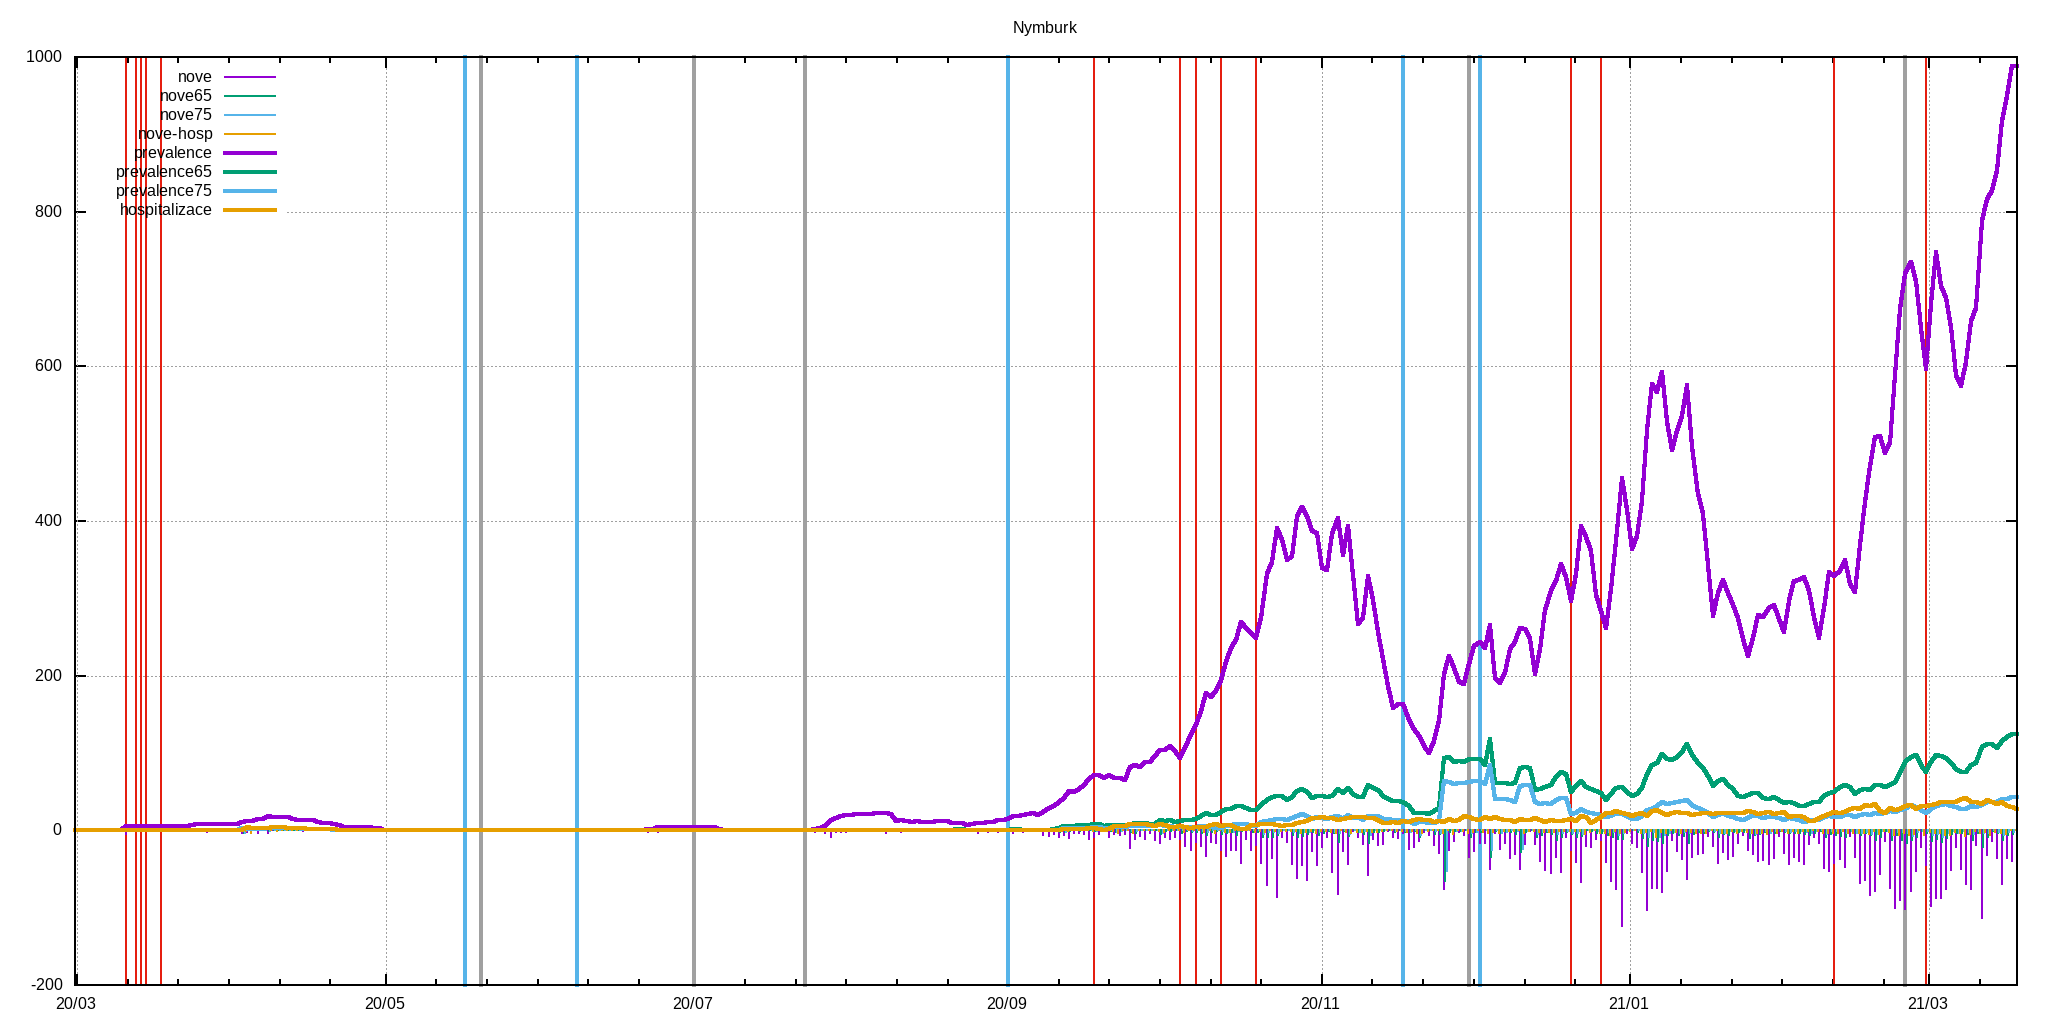 Nymburk
1000
nove
nove65
nove75
nove-hosp
prevalence
prevalence65
prevalence75
hospitalizace
800
600
400
200
0
-200
20/03 20/05 20/07 20/09 20/11 21/01 21/03